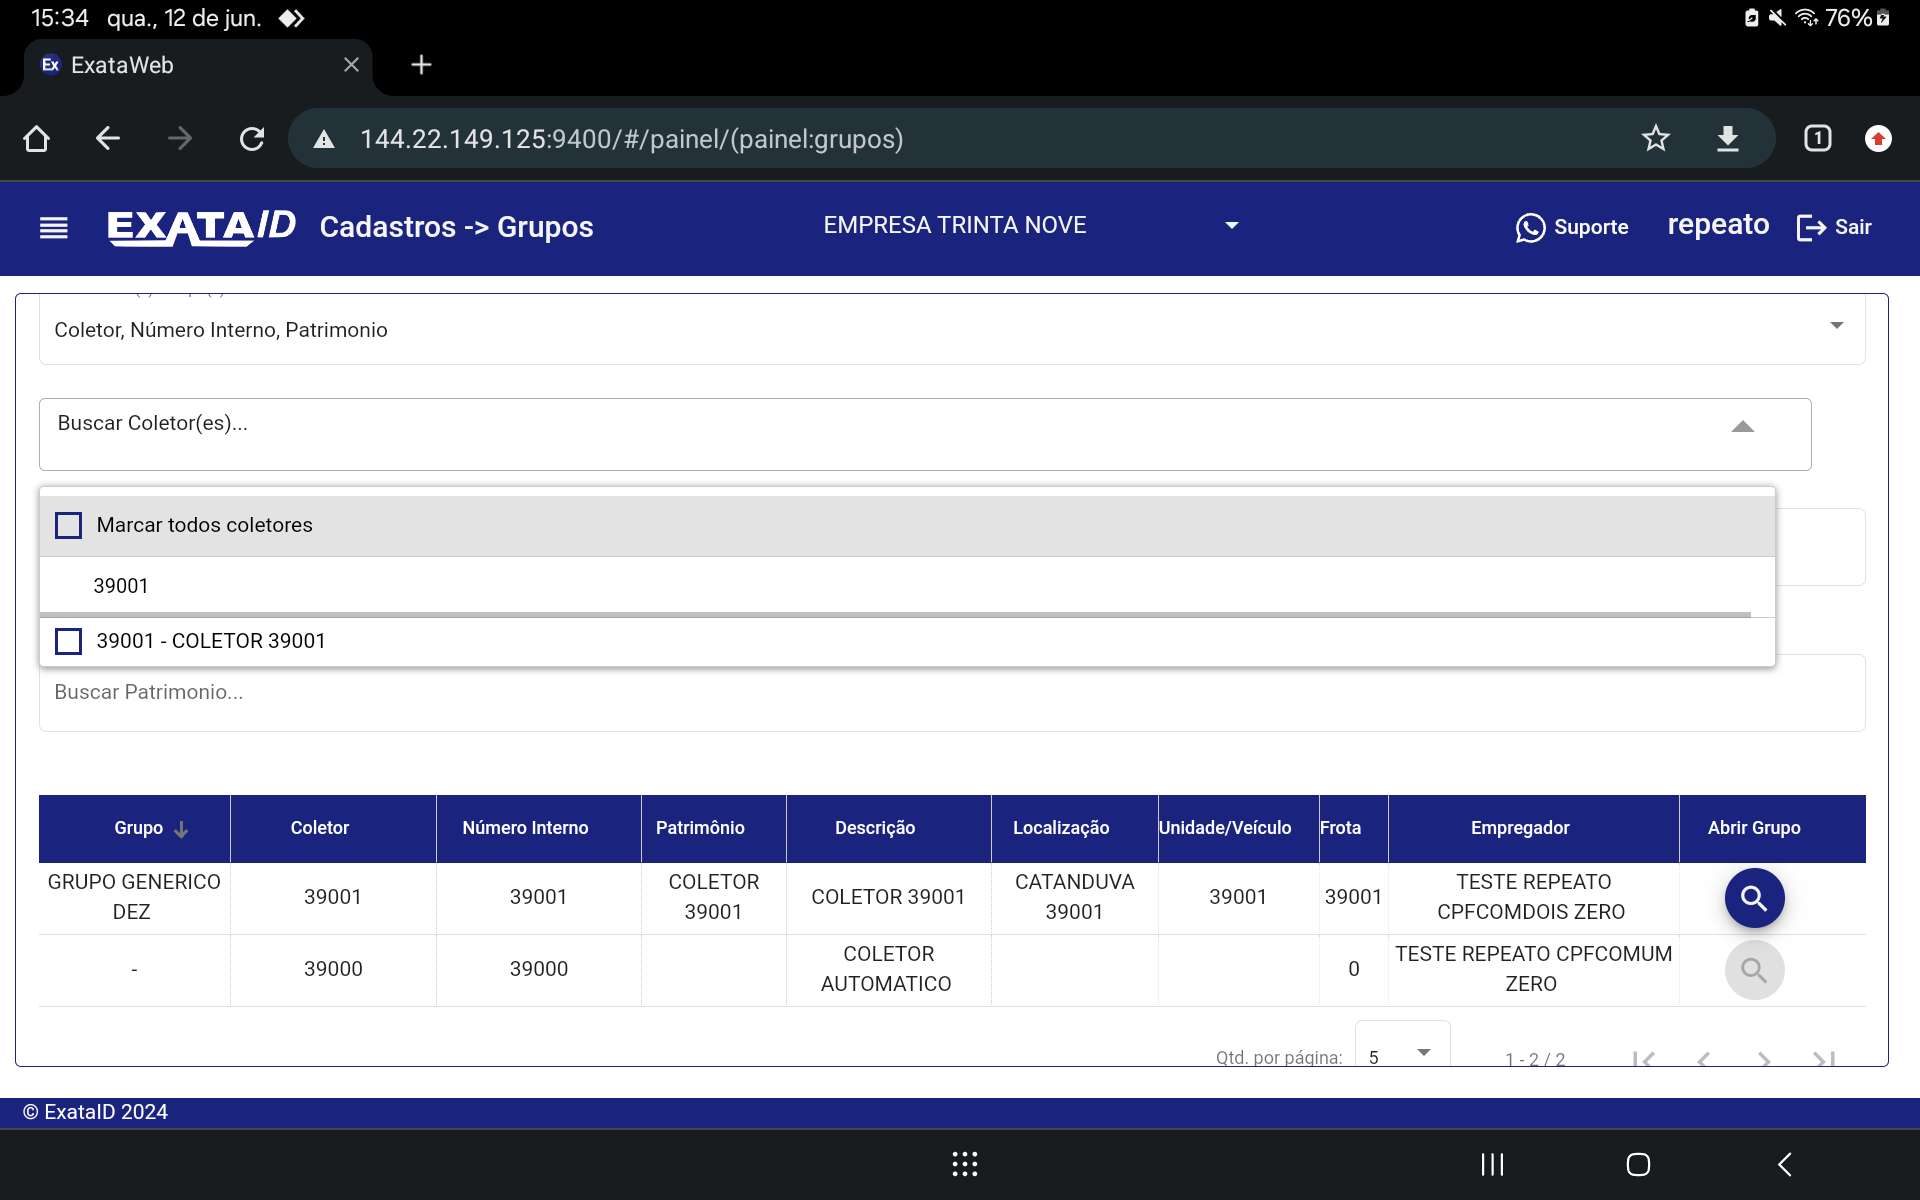 15:34 qua., 12 de jun. 76%
Ex ExataWeb
144.22.149.125:9400/#/painel/(painel:grupos) 1
EXATA/D Cadastros -> Grupos EMPRESA TRINTA NOVE Suporte repeato Sair
Coletor, Número Interno, Patrimonio
Buscar Coletor(es)...
Marcar todos coletores
39001
39001 - COLETOR 39001
Buscar Patrimonio...
Grupo Coletor Número Interno Patrimônio Descrição Localização Unidade/Veículo Frota Empregador Abrir Grupo
GRUPO GENERICO DEZ 39001 39001 COLETOR 39001 COLETOR 39001 CATANDUVA 39001 39001 39001 TESTE REPEATO CPFCOMDOIS ZERO
- 39000 39000 COLETOR AUTOMATICO 0 TESTE REPEATO CPFCOMUM ZERO
Qtd. por página: 5 1 - 2 / 2
© ExataID 2024